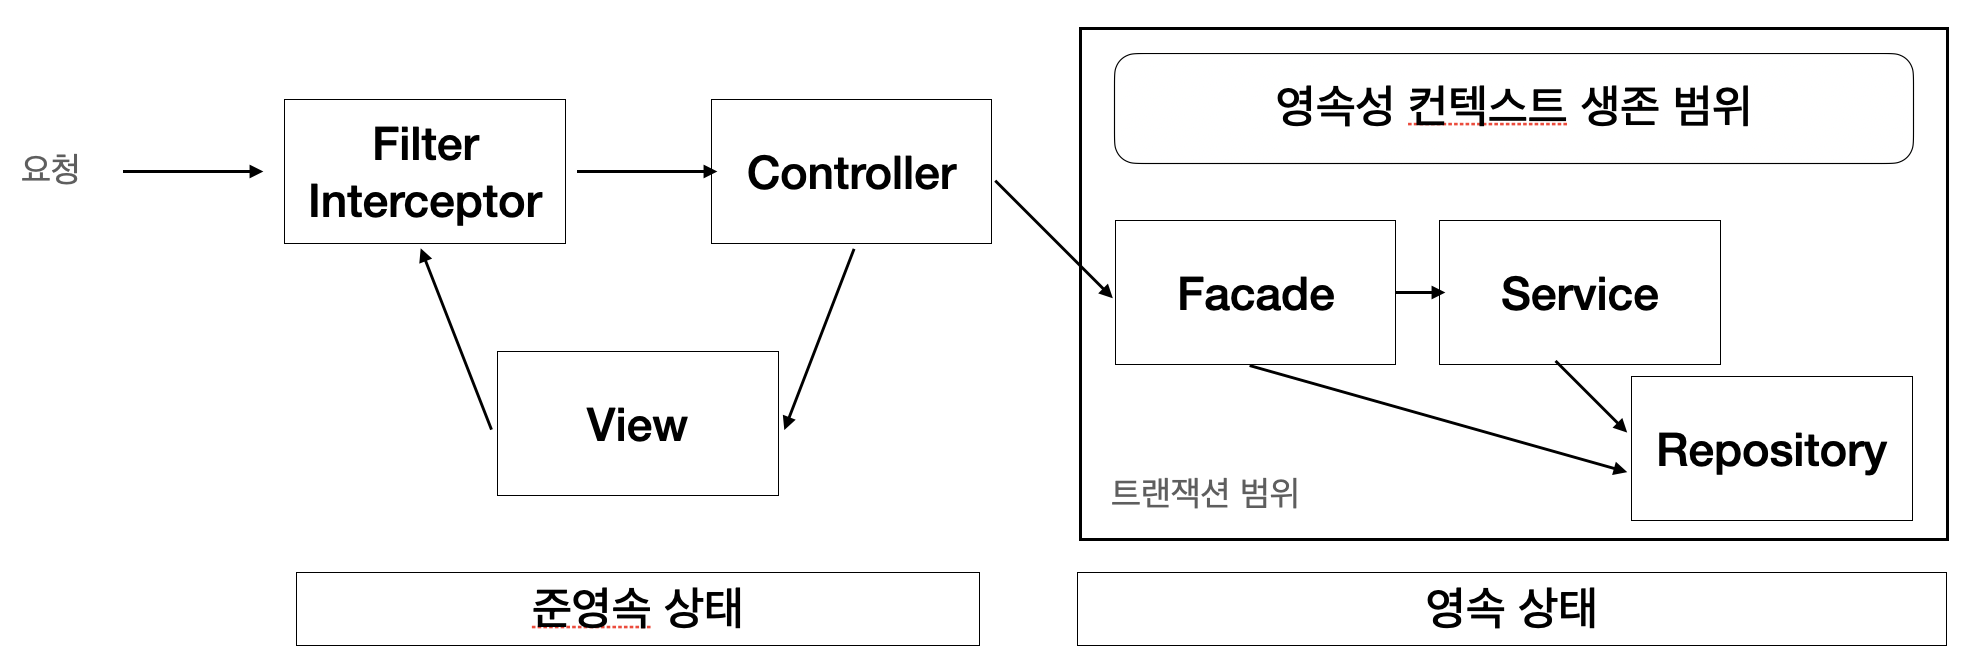 요청
Filter
Interceptor
Controller
View
영속성 컨텍스트 생존 범위
Facade
Service
Repository
트랜잭션 범위
준영속 상태
영속 상태